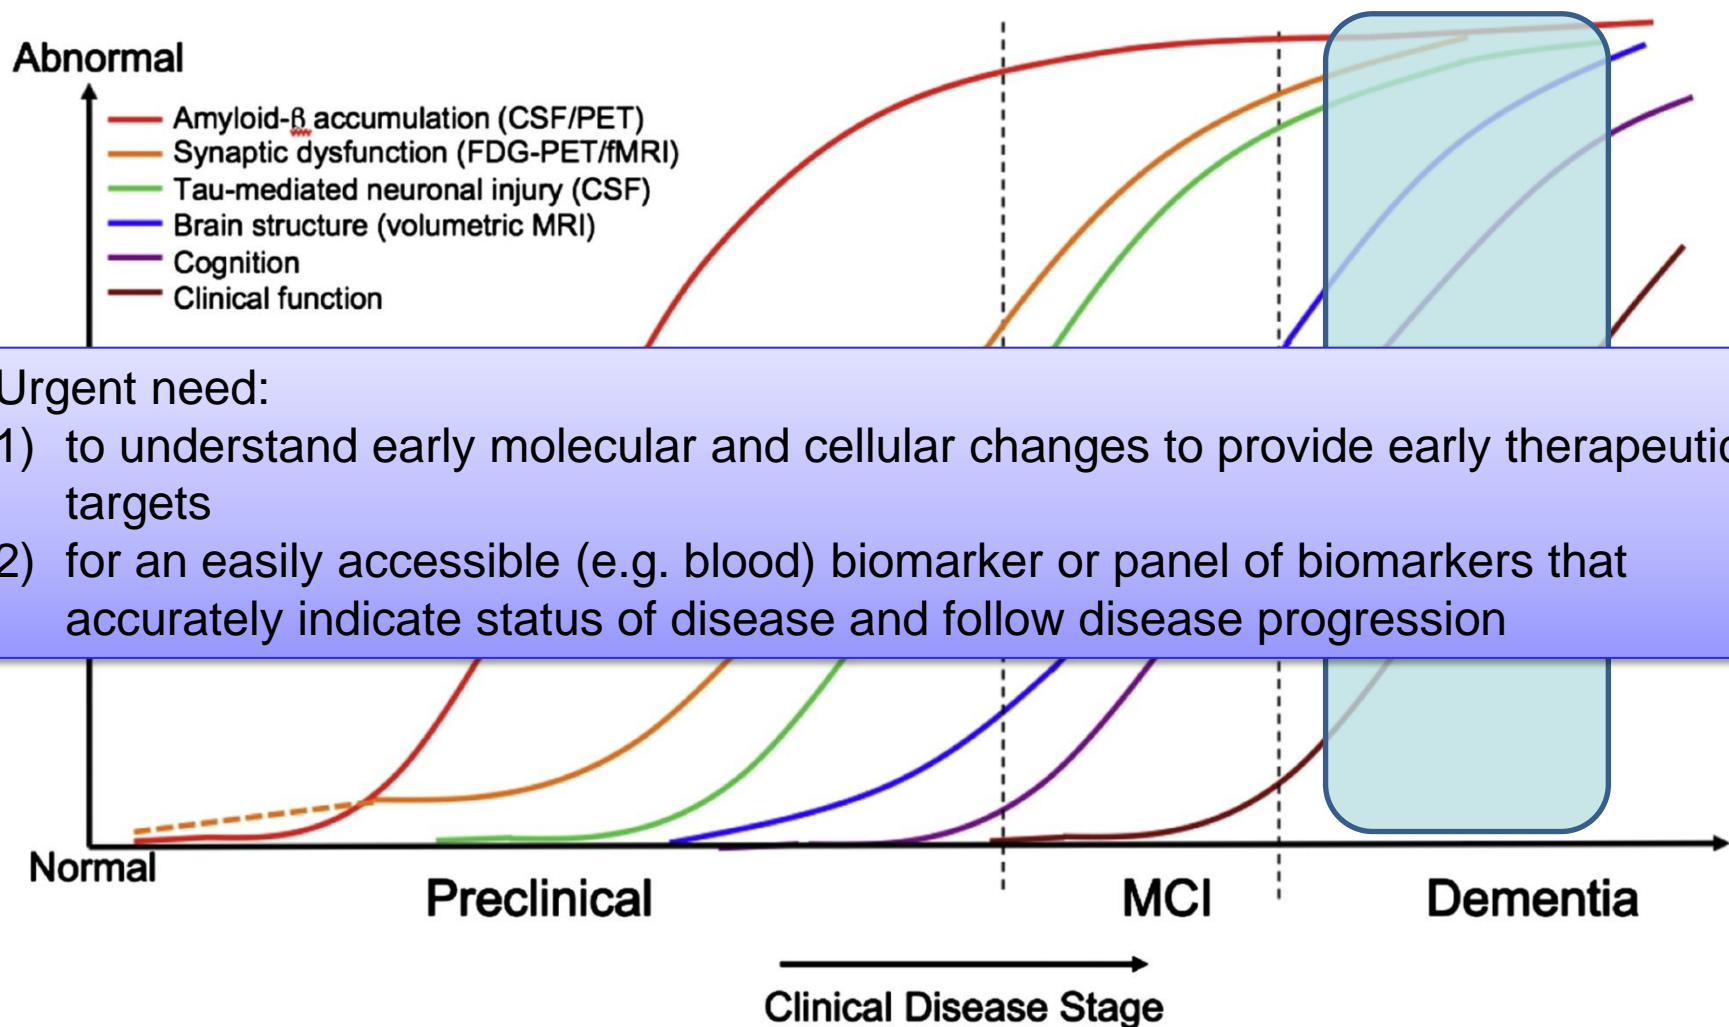 Abnormal
Amyloid-β accumulation (CSF/PET)
Synaptic dysfunction (FDG-PET/fMRI)
Tau-mediated neuronal injury (CSF)
Brain structure (volumetric MRI)
Cognition
Clinical function
Urgent need:
1) to understand early molecular and cellular changes to provide early therapeutic
targets
2) for an easily accessible (e.g. blood) biomarker or panel of biomarkers that
accurately indicate status of disease and follow disease progression
Normal
Preclinical MCI Dementia
Clinical Disease Stage